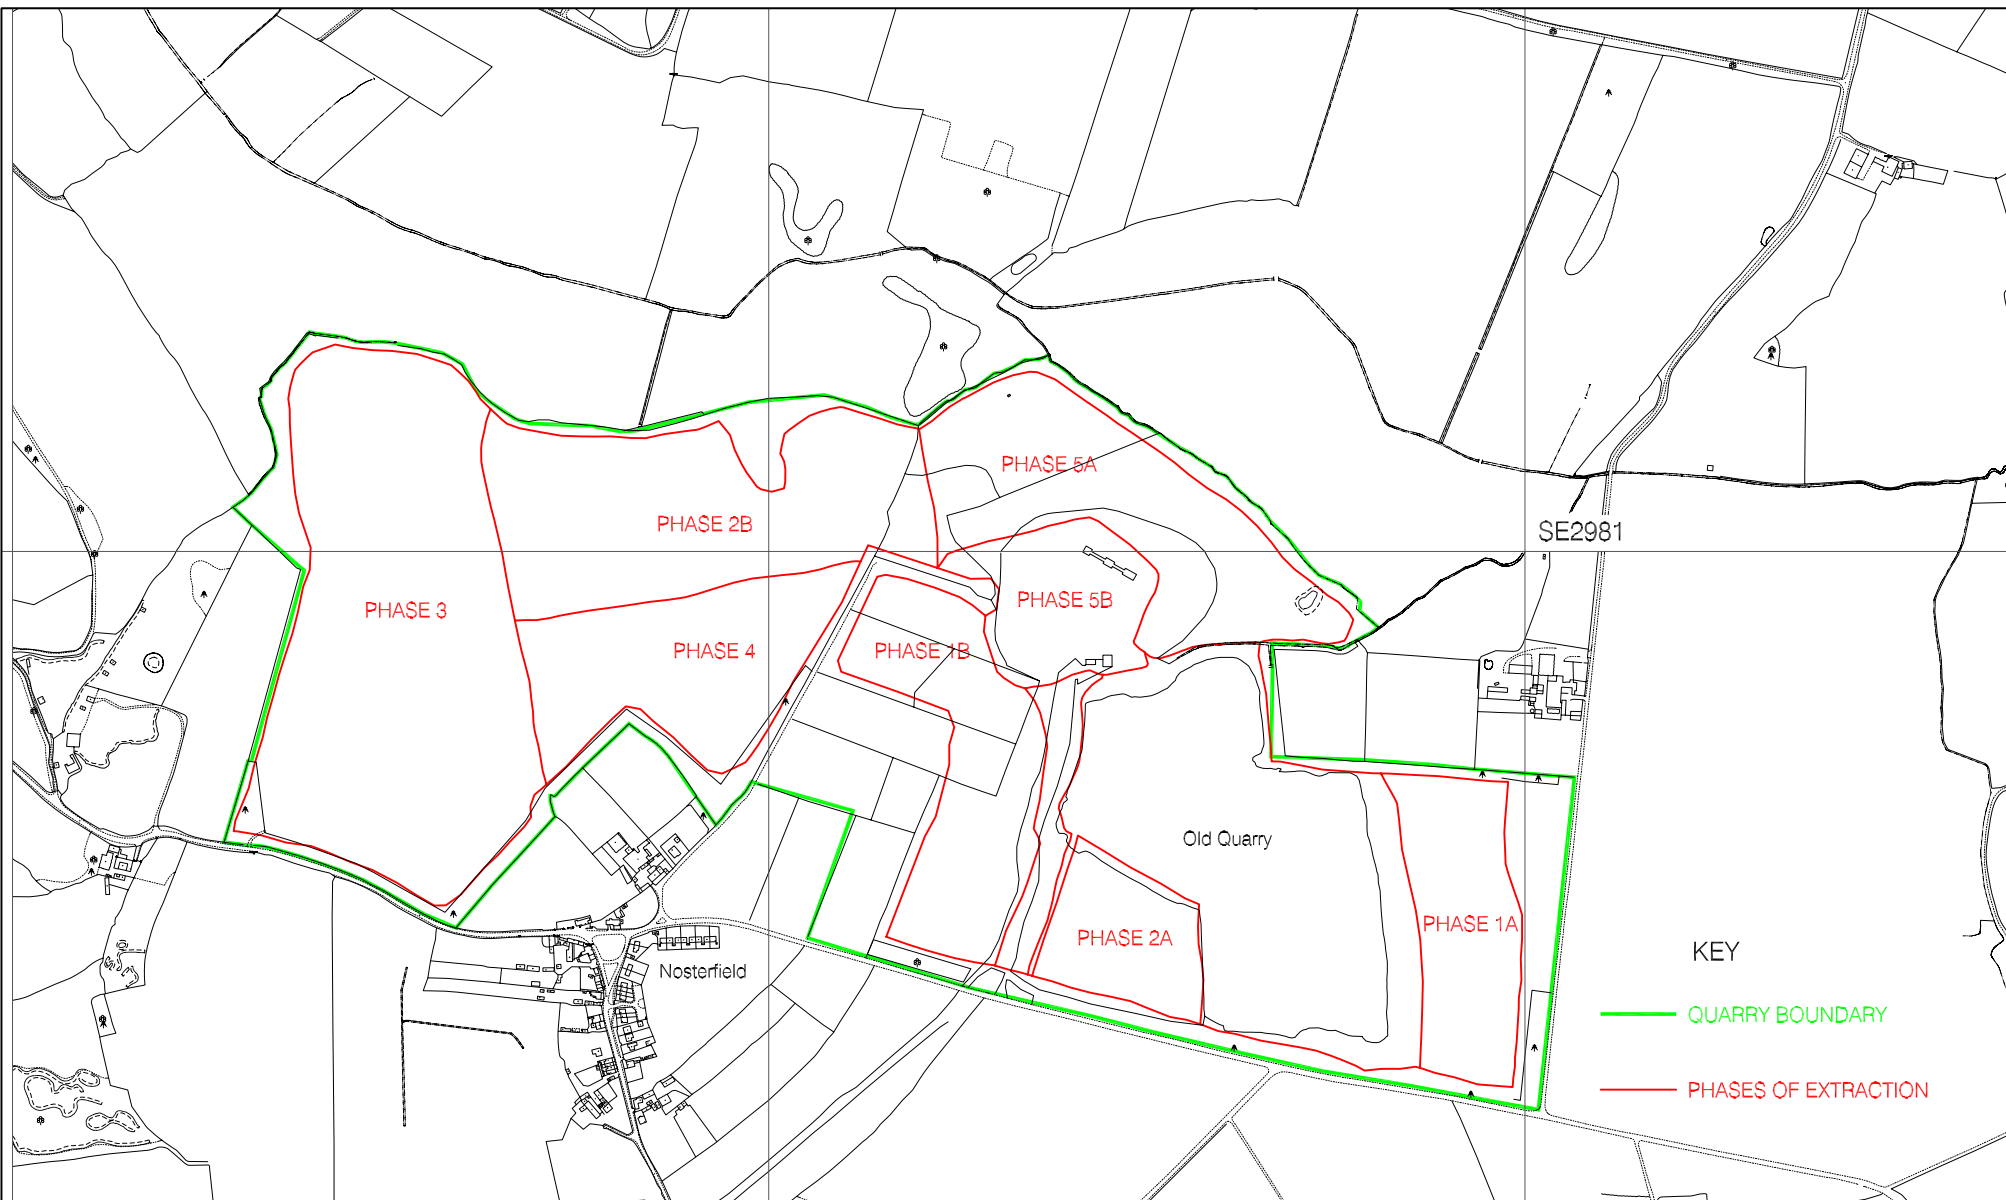 PHASE 5A
PHASE 2B
SE2981
PHASE 3
PHASE 5B
PHASE 4
PHASE 1B
Old Quarry
PHASE 1A
PHASE 2A
Nosterfield
KEY
QUARRY BOUNDARY
PHASES OF EXTRACTION